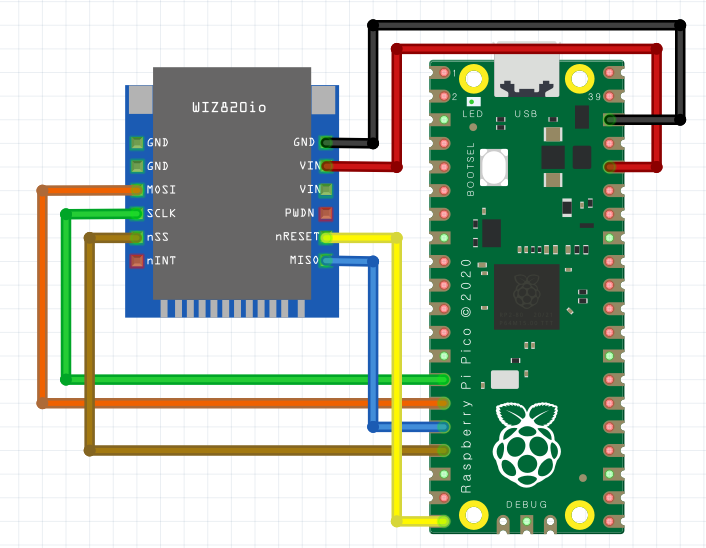 WIZ820io
GND GND
GND VIN
MOSI VIN
SCLK PWDN
nSS nRESET
nINT MISO
1
2
39
LED
USB
BOOTSEL
Raspberry Pi Pico ©2020
DEBUG